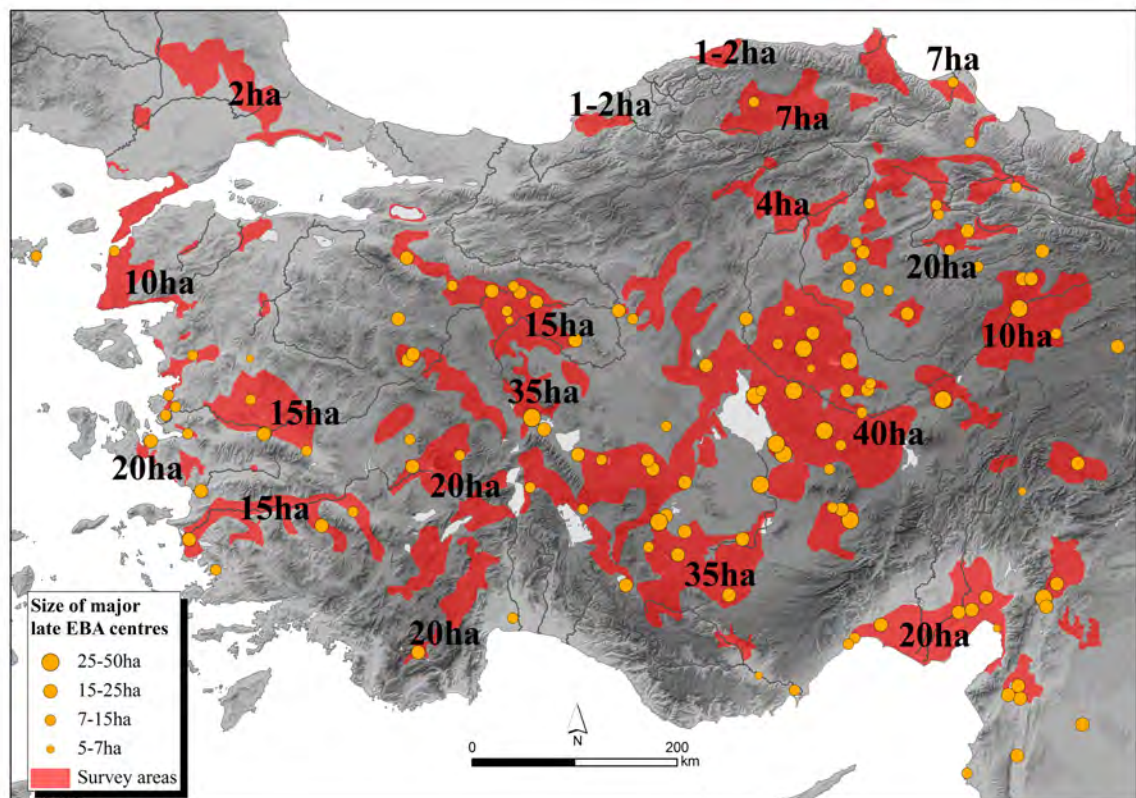 1-2ha
7ha
2ha
1-2ha
7ha
4ha
10ha
20ha
15ha
10ha
35ha
15ha
40ha
20ha
20ha
15ha
35ha
20ha
20ha
Size of major
late EBA centres
25-50ha
15-25ha
7-15ha
5-7ha
Survey areas
N
0 200
km